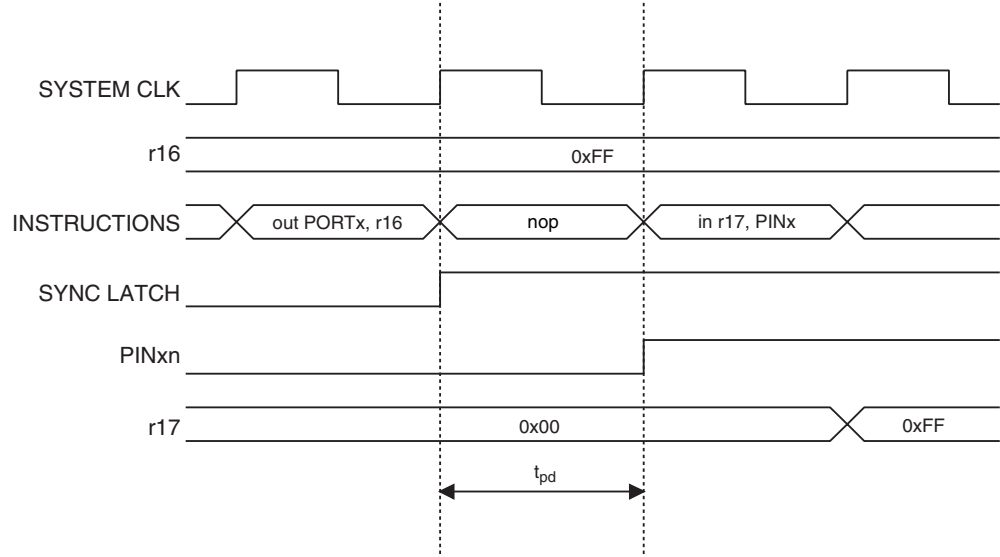 SYSTEM CLK
r16
0xFF
INSTRUCTIONS
out PORTx, r16
nop
in r17, PINx
SYNC LATCH
PINxn
r17
0x00
0xFF
tpd